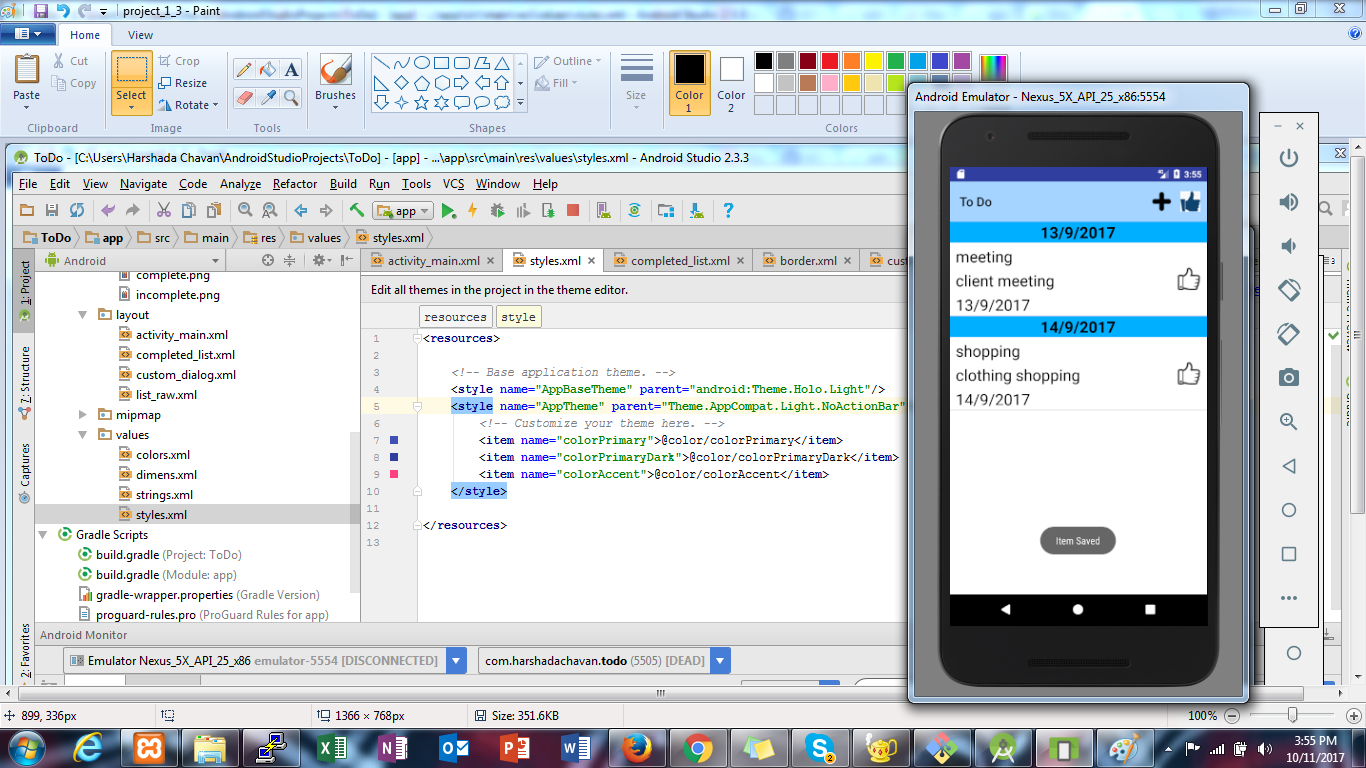 project_1_3 - Paint
Home
View
Paste
Cut
Copy
Clipboard
Select
Crop
Resize
Rotate
Image
Tools
Brushes
Outline
Fill
Shapes
Size
Color 1
Color 2
Colors
ToDo - [C:\Users\Harshada Chavan\AndroidStudioProjects\ToDo] - [app] - ...\app\src\main\res\values\styles.xml - Android Studio 2.3.3
File Edit View Navigate Code Analyze Refactor Build Run Tools VCS Window Help
app
ToDo app src main res values styles.xml
Android
activity_main.xml styles.xml completed_list.xml border.xml
1: Project
7: Structure
Captures
2: Favorites
complete.png
incomplete.png
layout
activity_main.xml
completed_list.xml
custom_dialog.xml
list_raw.xml
mipmap
values
colors.xml
dimens.xml
strings.xml
styles.xml
Gradle Scripts
build.gradle (Project: ToDo)
build.gradle (Module: app)
gradle-wrapper.properties (Gradle Version)
proguard-rules.pro (ProGuard Rules for app)
Edit all themes in the project in the theme editor.
resources style
1 <resources>
2
3 <!-- Base application theme. -->
4 <style name="AppBaseTheme" parent="android:Theme.Holo.Light"/>
5 <style name="AppTheme" parent="Theme.AppCompat.Light.NoActionBar"
6 <!-- Customize your theme here. -->
7 <item name="colorPrimary">@color/colorPrimary</item>
8 <item name="colorPrimaryDark">@color/colorPrimaryDark</item>
9 <item name="colorAccent">@color/colorAccent</item>
10 </style>
11
12 </resources>
13
Android Monitor
Emulator Nexus_5X_API_25_x86 emulator-5554 [DISCONNECTED]
com.harshadachavan.todo (5505) [DEAD]
Android Emulator - Nexus_5X_API_25_x86:5554
3:55
To Do
13/9/2017
meeting
client meeting
13/9/2017
14/9/2017
shopping
clothing shopping
14/9/2017
Item Saved
899, 336px
1366 × 768px
Size: 351.6KB
100%
2
3:55 PM
10/11/2017